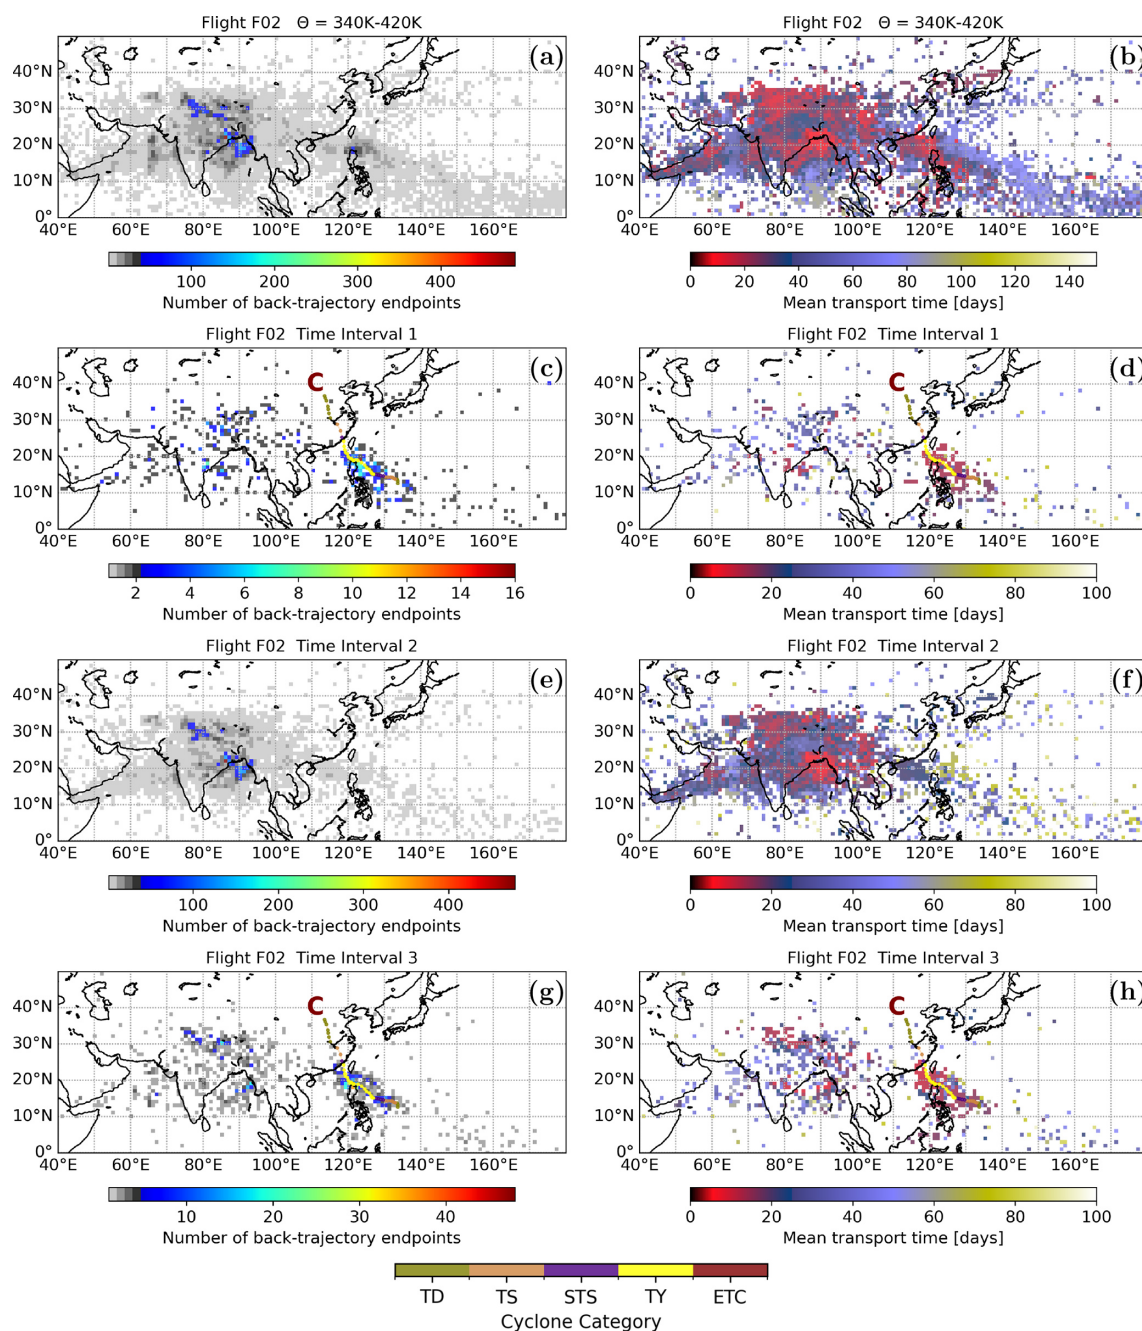 Flight F02 Θ = 340K-420K
Flight F02 Θ = 340K-420K
(a)
(b)
40°N
30°N
20°N
10°N
0°
40°N
30°N
20°N
10°N
0°
40°E 60°E 80°E 100°E 120°E 140°E 160°E
40°E 60°E 80°E 100°E 120°E 140°E 160°E
100 200 300 400
0 20 40 60 80 100 120 140
Number of back-trajectory endpoints
Mean transport time [days]
Flight F02 Time Interval 1
Flight F02 Time Interval 1
(c)
(d)
C
C
40°N
30°N
20°N
10°N
0°
40°N
30°N
20°N
10°N
0°
40°E 60°E 80°E 100°E 120°E 140°E 160°E
40°E 60°E 80°E 100°E 120°E 140°E 160°E
2 4 6 8 10 12 14 16
0 20 40 60 80 100
Number of back-trajectory endpoints
Mean transport time [days]
Flight F02 Time Interval 2
Flight F02 Time Interval 2
(e)
(f)
40°N
30°N
20°N
10°N
0°
40°N
30°N
20°N
10°N
0°
40°E 60°E 80°E 100°E 120°E 140°E 160°E
40°E 60°E 80°E 100°E 120°E 140°E 160°E
100 200 300 400
0 20 40 60 80 100
Number of back-trajectory endpoints
Mean transport time [days]
Flight F02 Time Interval 3
Flight F02 Time Interval 3
(g)
(h)
C
C
40°N
30°N
20°N
10°N
0°
40°N
30°N
20°N
10°N
0°
40°E 60°E 80°E 100°E 120°E 140°E 160°E
40°E 60°E 80°E 100°E 120°E 140°E 160°E
10 20 30 40
0 20 40 60 80 100
Number of back-trajectory endpoints
Mean transport time [days]
TD TS STS TY ETC
Cyclone Category